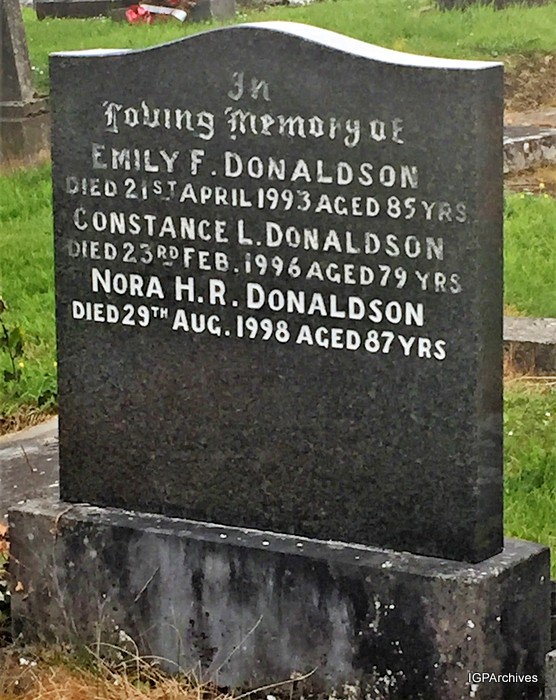 In
Loving Memory of
EMILY F. DONALDSON
DIED 21ST APRIL 1993 AGED 85 YRS
CONSTANCE L. DONALDSON
DIED 23RD FEB. 1996 AGED 79 YRS
NORA H. R. DONALDSON
DIED 29TH AUG. 1998 AGED 87 YRS
IGPArchives